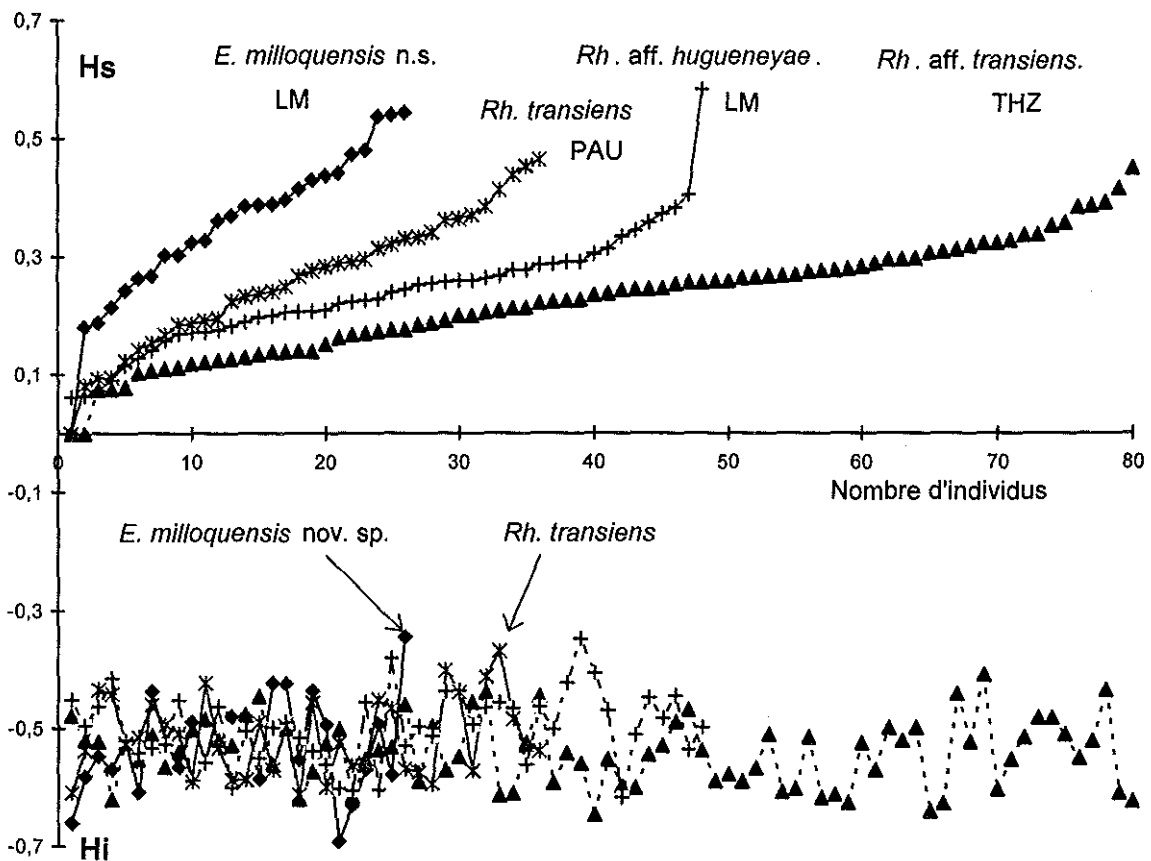 0,7
Hs
E. milloquensis n.s.
LM
Rh. transiens
PAU
Rh. aff. hugueneyae.
LM
Rh. aff. transiens.
THZ
0,5
0,3
0,1
0 10 20 30 40 50 60 70 80
Nombre d'individus
-0,1
E. milloquensis nov. sp.
Rh. transiens
-0,3
-0,5
-0,7
Hi